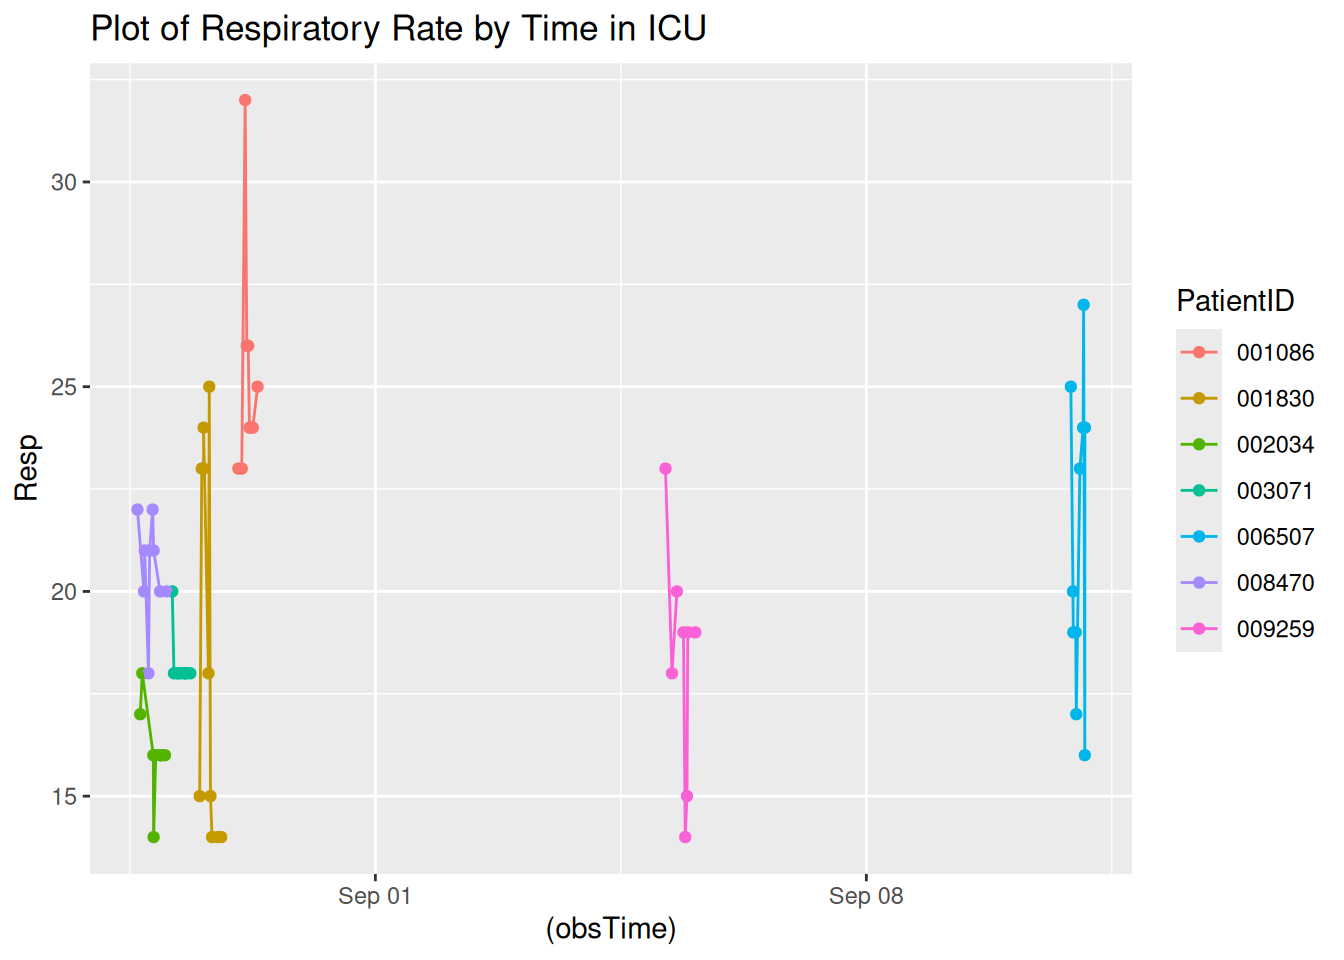 Plot of Respiratory Rate by Time in ICU
30
25
20
15
Resp
Sep 01
Sep 08
(obsTime)
PatientID
001086
001830
002034
003071
006507
008470
009259